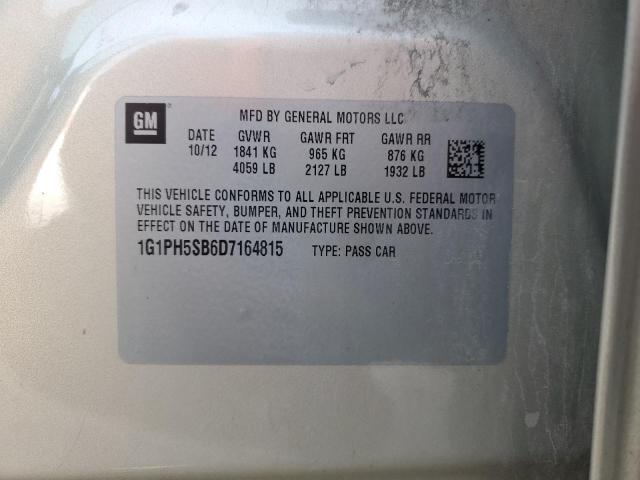 GM
MFD BY GENERAL MOTORS LLC
DATE GVWR GAWR FRT GAWR RR
10/12 1841 KG 965 KG 876 KG
4059 LB 2127 LB 1932 LB
THIS VEHICLE CONFORMS TO ALL APPLICABLE U.S. FEDERAL MOTOR
VEHICLE SAFETY, BUMPER, AND THEFT PREVENTION STANDARDS IN
EFFECT ON THE DATE OF MANUFACTURE SHOWN ABOVE.
1G1PH5SB6D7164815 TYPE: PASS CAR